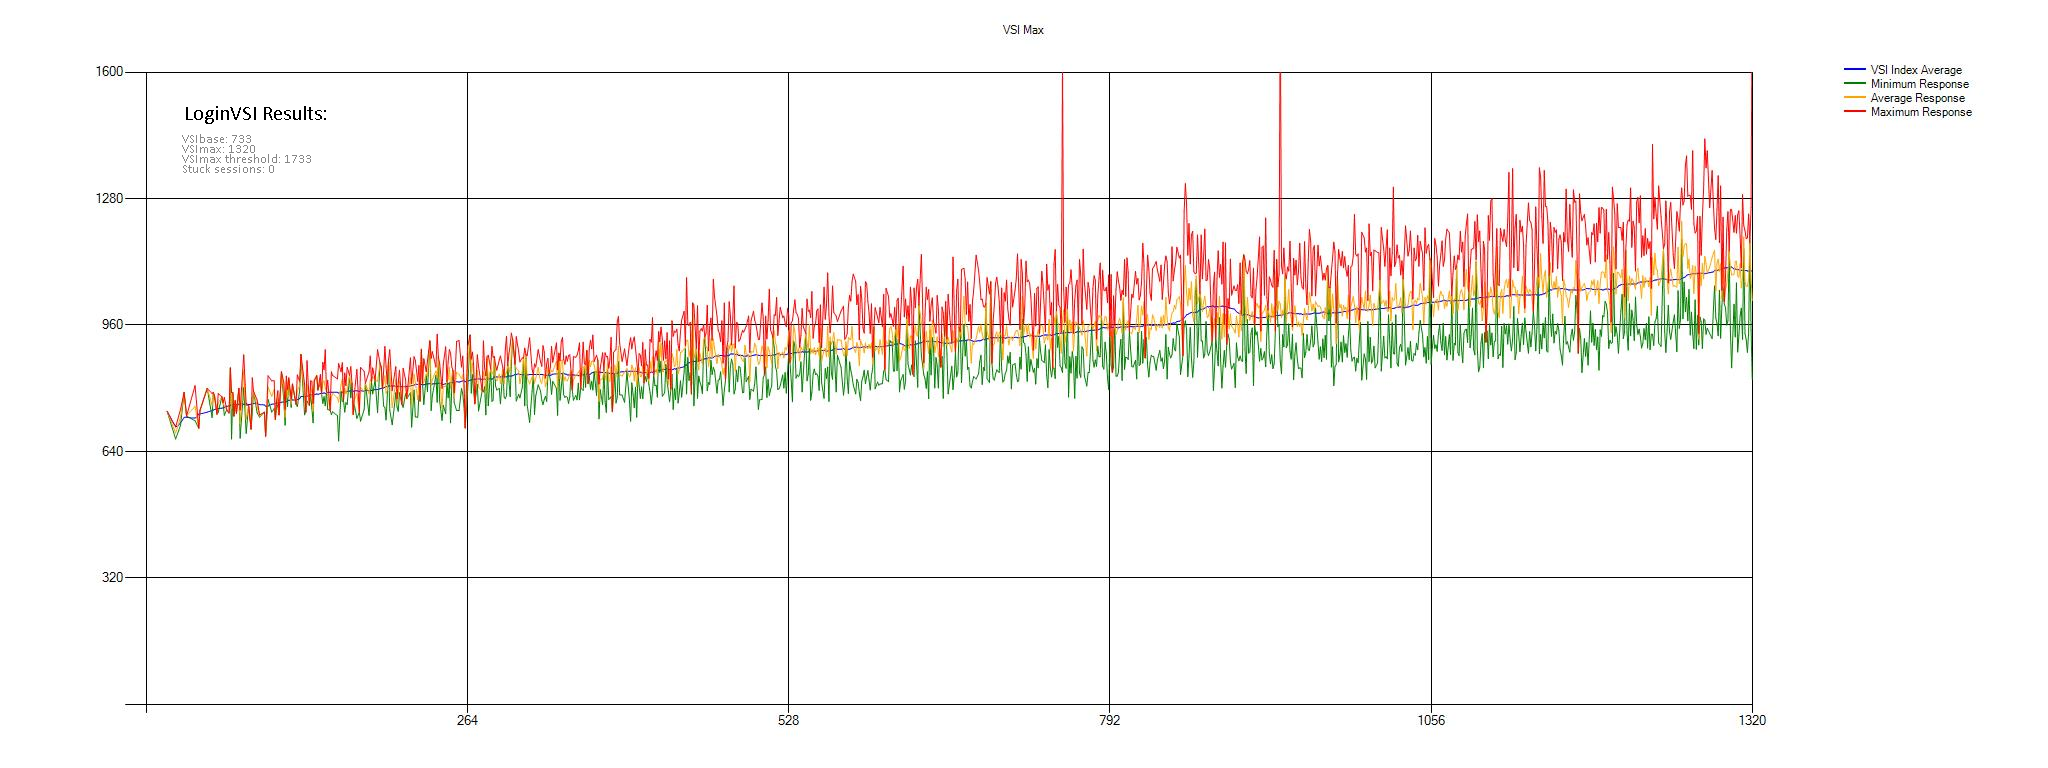 VSI Max
1600
1280
960
640
320
264
528
792
1056
1320
LoginVSI Results:
VSIbase: 733
VSImax: 1320
VSImax threshold: 1733
Stuck sessions: 0
VSI Index Average
Minimum Response
Average Response
Maximum Response